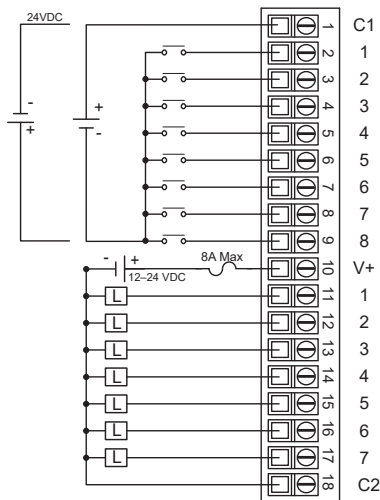 24VDC
1 C1
2 1
3 2
- + 4 3
+ - 5 4
6 5
7 6
8 7
9 8
- + 12–24 VDC 8A Max 10 V+
L 11 1
L 12 2
L 13 3
L 14 4
L 15 5
L 16 6
L 17 7
18 C2